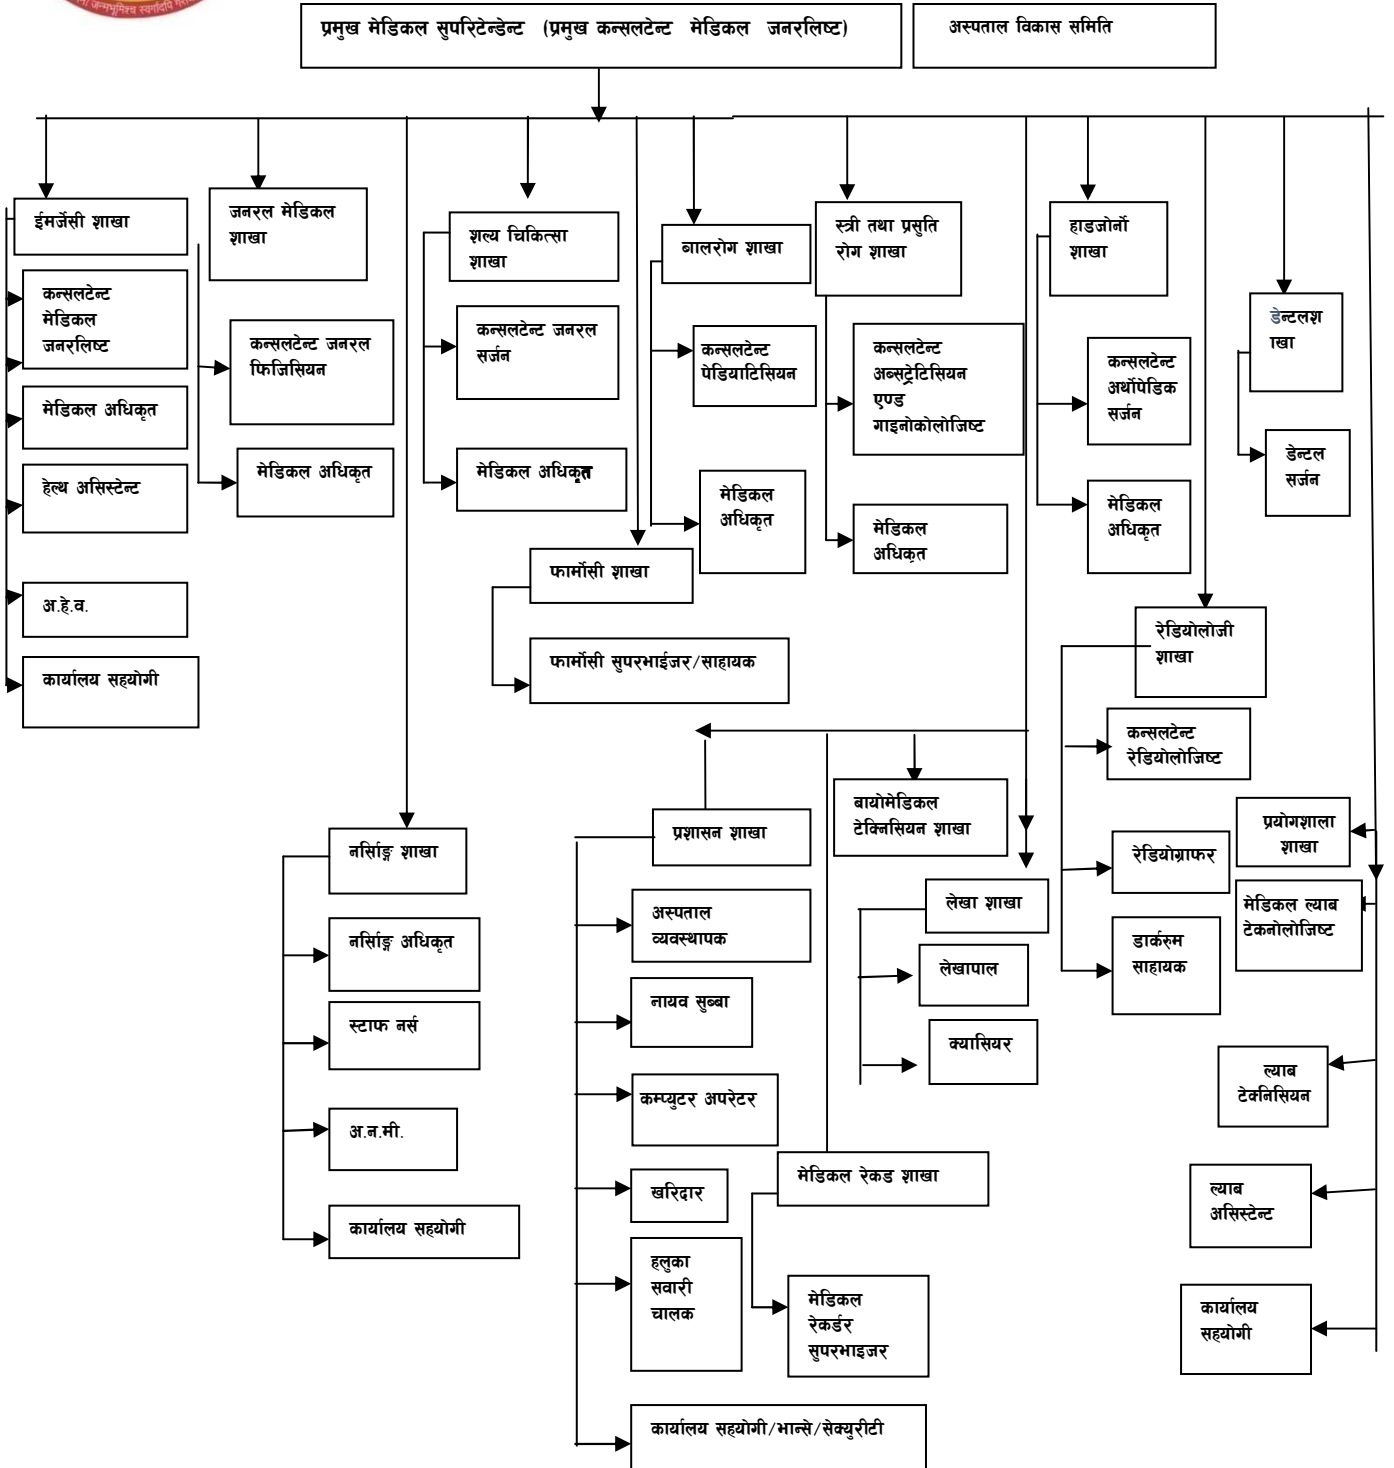 जन्मभूमिश्च स्वर्गादपि
प्रमुख मेडिकल सुपरिटेन्डेन्ट (प्रमुख कन्सलटेन्ट मेडिकल जनरलिष्ट)
अस्पताल विकास समिति
ईमर्जेसी शाखा
कन्सलटेन्ट
मेडिकल
जनरलिष्ट
मेडिकल अधिकृत
हेल्थ असिस्टेन्ट
अ.हे.व.
कार्यालय सहयोगी
जनरल मेडिकल
शाखा
कन्सलटेन्ट जनरल
फिजिसियन
मेडिकल अधिकृत
शल्य चिकित्सा
शाखा
कन्सलटेन्ट जनरल
सर्जन
मेडिकल अधिकृत
बालरोग शाखा
कन्सलटेन्ट
पेडियाटिसियन
मेडिकल
अधिकृत
स्त्री तथा प्रसुति
रोग शाखा
कन्सलटेन्ट
अब्सट्रेटिसियन
एण्ड
गाइनोकोलोजिष्ट
मेडिकल
अधिकृत
हाडजोर्नी
शाखा
कन्सलटेन्ट
अर्थोपेडिक
सर्जन
मेडिकल
अधिकृत
डेन्टलश
ाखा
डेन्टल
सर्जन
फार्मोसी शाखा
फार्मोसी सुपरभाईजर/साहायक
रेडियोलोजी
शाखा
कन्सलटेन्ट
रेडियोलोजिष्ट
रेडियोग्राफर
डार्करुम
साहायक
प्रयोगशाला
शाखा
मेडिकल ल्याब
टेकनोलोजिष्ट
ल्याब
टेक्निसियन
ल्याब
असिस्टेन्ट
कार्यालय
सहयोगी
नर्सिाङ्ग शाखा
नर्सिाङ्ग अधिकृत
स्टाफ नर्स
अ.न.मी.
कार्यालय सहयोगी
प्रशासन शाखा
अस्पताल
व्यवस्थापक
नायव सुब्बा
कम्प्युटर अपरेटर
खरिदार
हलुका
सवारी
चालक
कार्यालय सहयोगी/भान्से/सेक्युरीटी
बायोमेडिकल
टेक्निसियन शाखा
लेखा शाखा
लेखापाल
क्यासियर
मेडिकल रेकड शाखा
मेडिकल
रेकर्डर
सुपरभाइजर